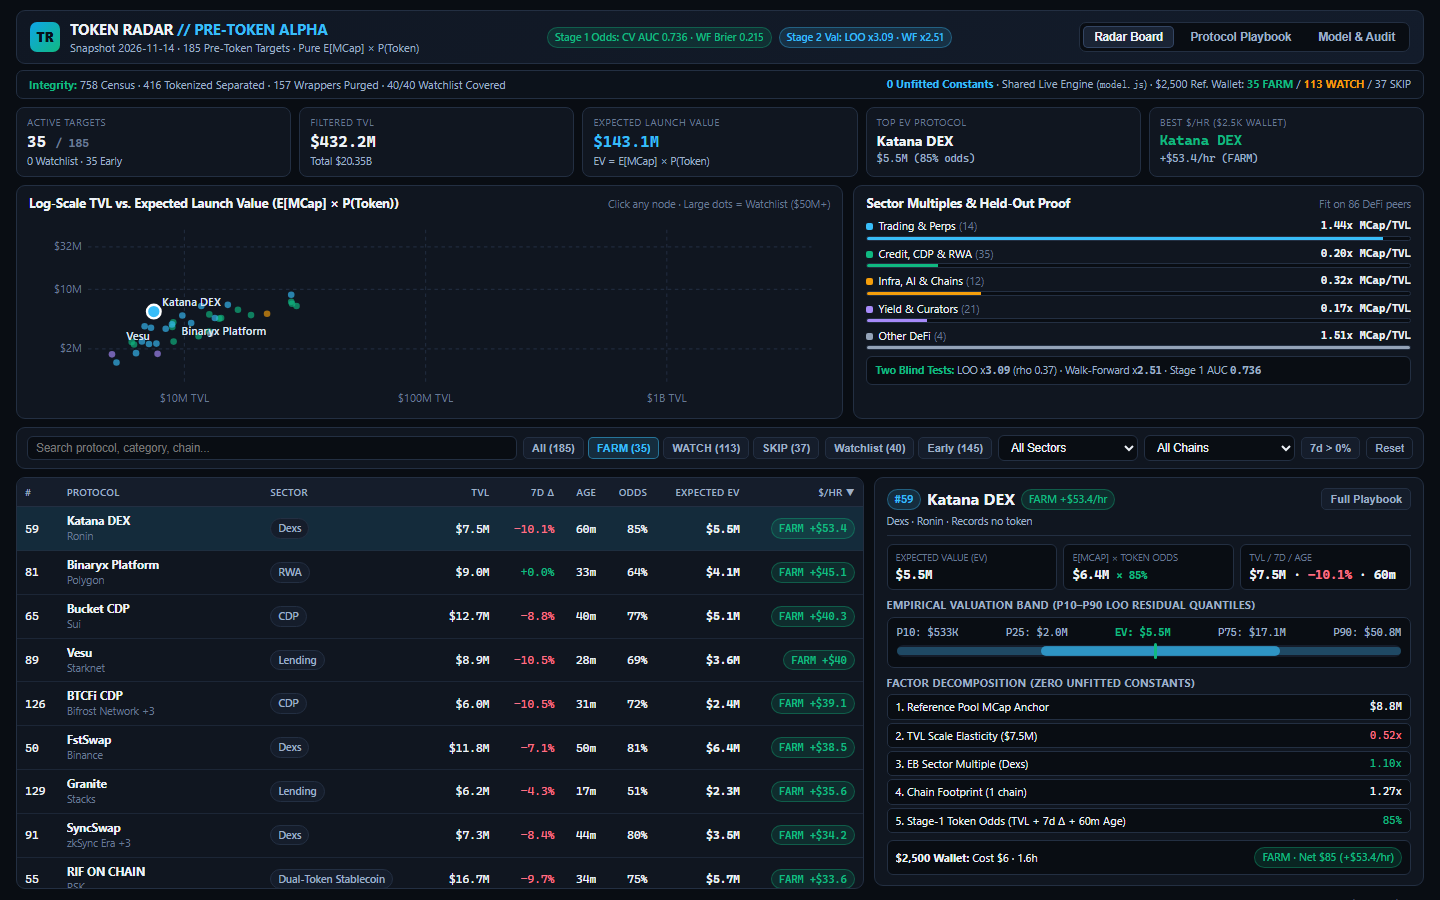 TR
TOKEN RADAR // PRE-TOKEN ALPHA
Snapshot 2026-11-14 · 185 Pre-Token Targets · Pure E[MCap] × P(Token)
Stage 1 Odds: CV AUC 0.736 · WF Brier 0.215
Stage 2 Val: LOO x3.09 · WF x2.51
Radar Board
Protocol Playbook
Model & Audit
Integrity: 758 Census · 416 Tokenized Separated · 157 Wrappers Purged · 40/40 Watchlist Covered
0 Unfitted Constants · Shared Live Engine (model.js) · $2,500 Ref. Wallet: 35 FARM / 113 WATCH / 37 SKIP
ACTIVE TARGETS
35 / 185
0 Watchlist · 35 Early
FILTERED TVL
$432.2M
Total $20.35B
EXPECTED LAUNCH VALUE
$143.1M
EV = E[MCap] × P(Token)
TOP EV PROTOCOL
Katana DEX
$5.5M (85% odds)
BEST $/HR ($2.5K WALLET)
Katana DEX
+$53.4/hr (FARM)
Log-Scale TVL vs. Expected Launch Value (E[MCap] × P(Token))
Click any node · Large dots = Watchlist ($50M+)
$32M
$10M
$2M
Katana DEX
Vesu
Binaryx Platform
$10M TVL
$100M TVL
$1B TVL
Sector Multiples & Held-Out Proof
Fit on 86 DeFi peers
Trading & Perps (14)
1.44x MCap/TVL
Credit, CDP & RWA (35)
0.20x MCap/TVL
Infra, AI & Chains (12)
0.32x MCap/TVL
Yield & Curators (21)
0.17x MCap/TVL
Other DeFi (4)
1.51x MCap/TVL
Two Blind Tests: LOO x3.09 (rho 0.37) · Walk-Forward x2.51 · Stage 1 AUC 0.736
Search protocol, category, chain...
All (185)
FARM (35)
WATCH (113)
SKIP (37)
Watchlist (40)
Early (145)
All Sectors
All Chains
7d > 0%
Reset
# PROTOCOL SECTOR TVL 7D Δ AGE ODDS EXPECTED EV $/HR ▼
59 Katana DEX Dexs $7.5M −10.1% 60m 85% $5.5M FARM +$53.4
Ronin
81 Binaryx Platform RWA $9.0M +0.0% 33m 64% $4.1M FARM +$45.1
Polygon
65 Bucket CDP CDP $12.7M −8.8% 40m 77% $5.1M FARM +$40.3
Sui
89 Vesu Lending $8.9M −10.5% 28m 69% $3.6M FARM +$40
Starknet
126 BTCFi CDP CDP $6.0M −10.5% 31m 72% $2.4M FARM +$39.1
Bifrost Network +3
50 FstSwap Dexs $11.8M −7.1% 50m 81% $6.4M FARM +$38.5
Binance
129 Granite Lending $6.2M −4.3% 17m 51% $2.3M FARM +$35.6
Stacks
91 SyncSwap Dexs $7.3M −8.4% 44m 80% $3.5M FARM +$34.2
zkSync Era +3
55 RIF ON CHAIN Dual-Token Stablecoin $16.7M −9.7% 34m 75% $5.7M FARM +$33.6
RSK
#59 Katana DEX FARM +$53.4/hr
Full Playbook
Dexs · Ronin · Records no token
EXPECTED VALUE (EV)
$5.5M
E[MCAP] × TOKEN ODDS
$6.4M × 85%
TVL / 7D / AGE
$7.5M · −10.1% · 60m
EMPIRICAL VALUATION BAND (P10–P90 LOO RESIDUAL QUANTILES)
P10: $533K P25: $2.0M EV: $5.5M P75: $17.1M P90: $50.8M
FACTOR DECOMPOSITION (ZERO UNFITTED CONSTANTS)
1. Reference Pool MCap Anchor $8.8M
2. TVL Scale Elasticity ($7.5M) 0.52x
3. EB Sector Multiple (Dexs) 1.10x
4. Chain Footprint (1 chain) 1.27x
5. Stage-1 Token Odds (TVL + 7d Δ + 60m Age) 85%
$2,500 Wallet: Cost $6 · 1.6h
FARM · Net $85 (+$53.4/hr)